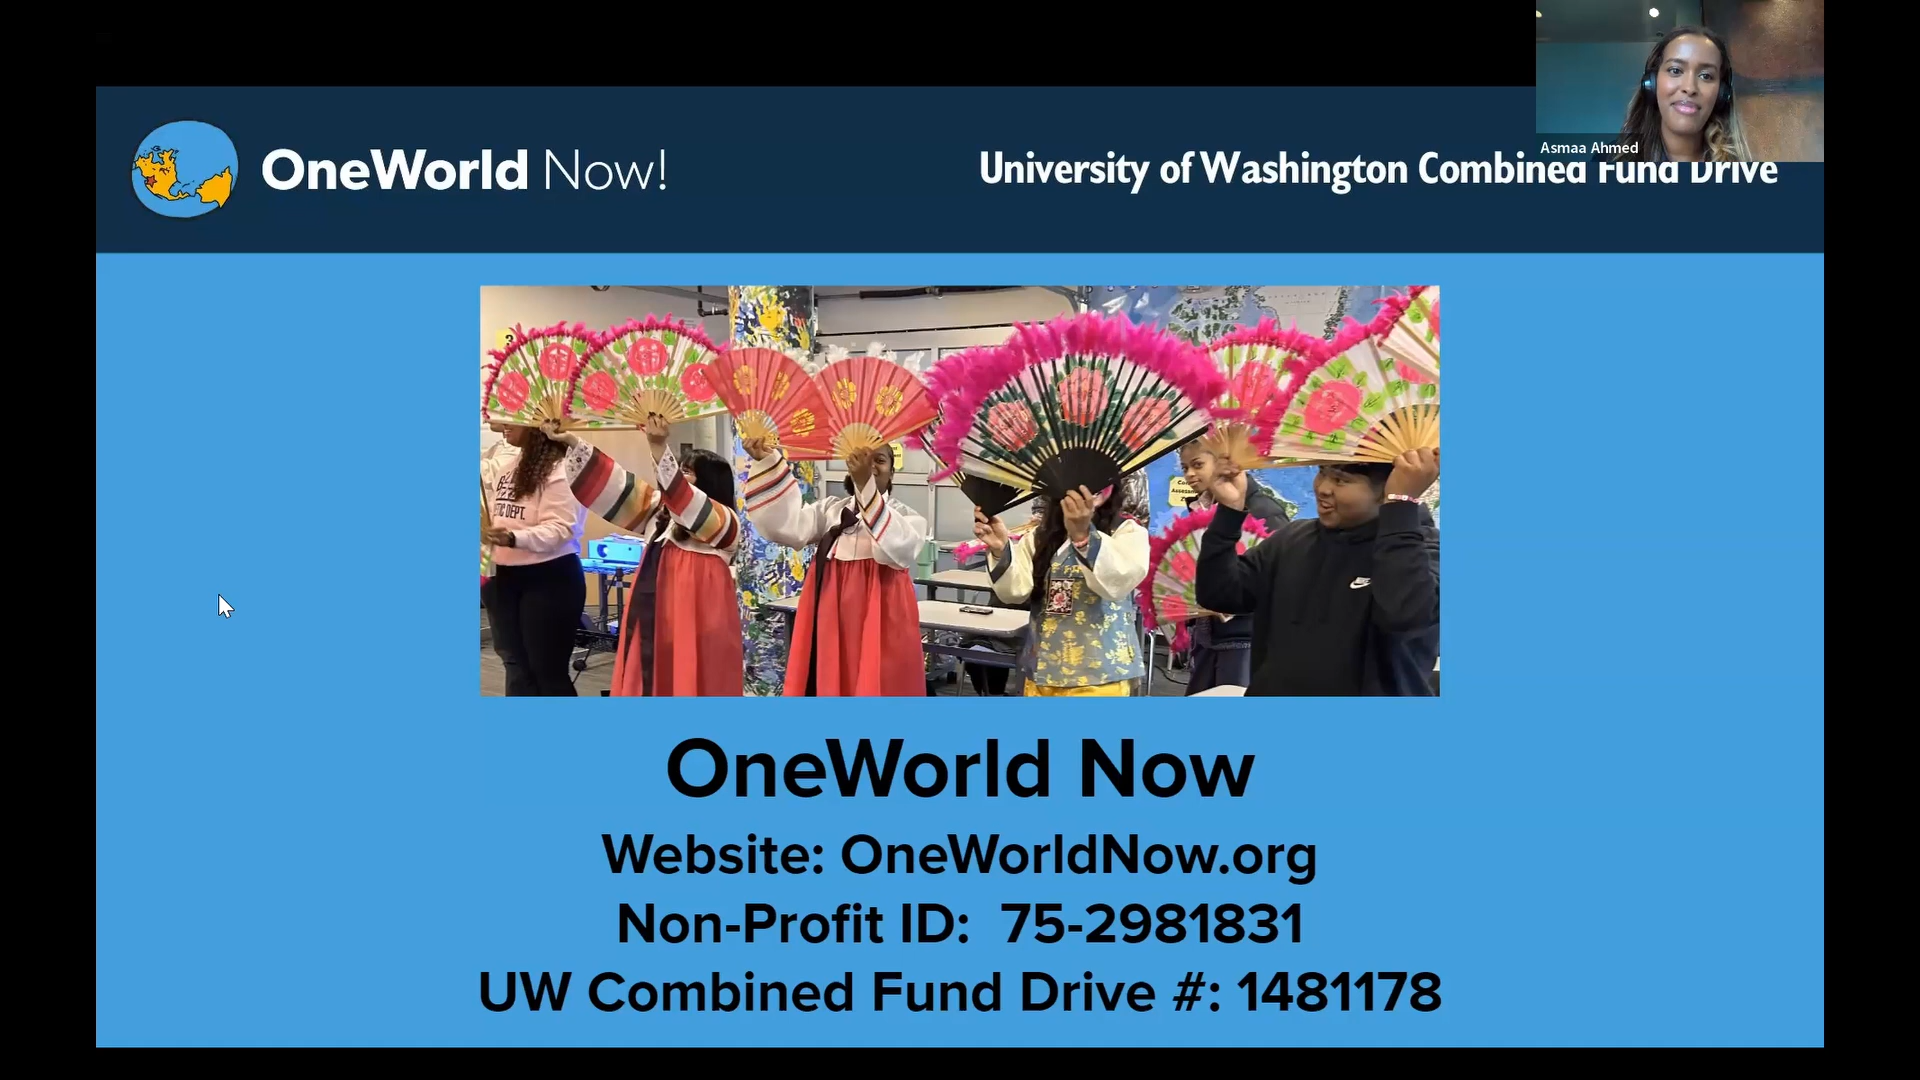 OneWorld Now!
University of Washington Combined Fund Drive
Asmaa Ahmed
DEPT.
OneWorld Now
Website: OneWorldNow.org
Non-Profit ID: 75-2981831
UW Combined Fund Drive #: 1481178